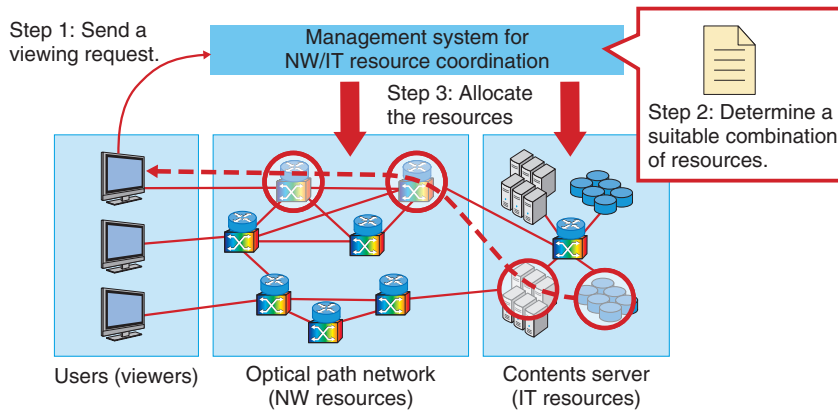 Step 1: Send a
viewing request.
Management system for
NW/IT resource coordination
Step 2: Determine a
suitable combination
of resources.
Step 3: Allocate
the resources
Users (viewers)
Optical path network
(NW resources)
Contents server
(IT resources)